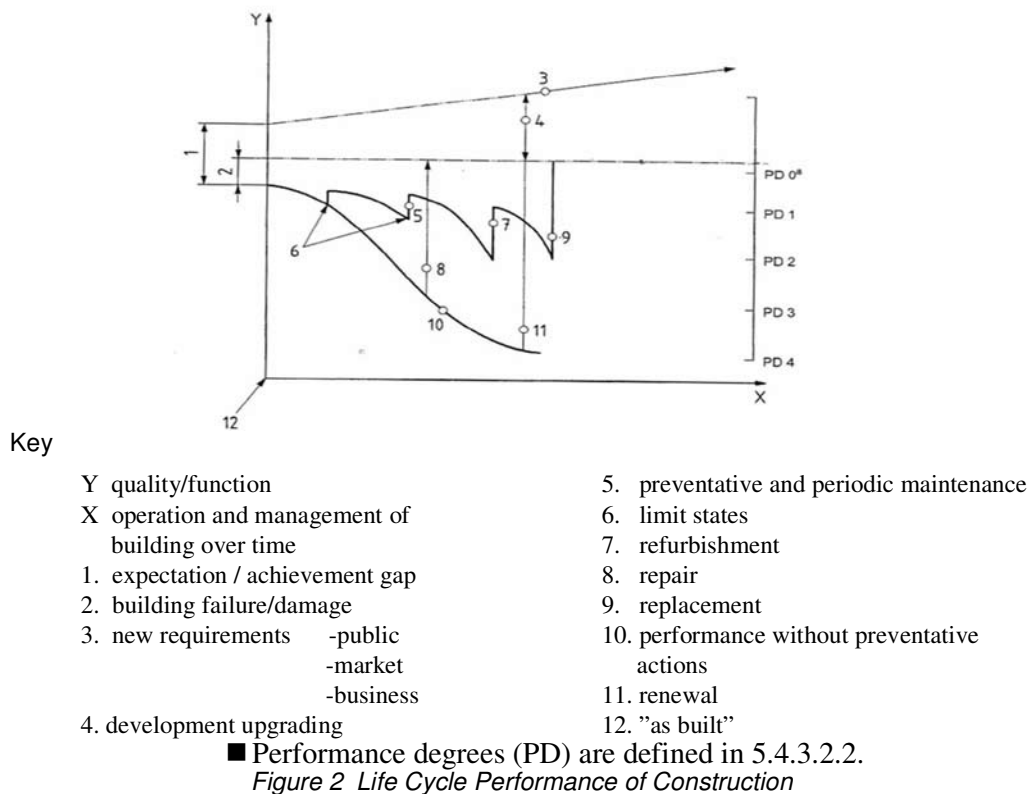 Y
3
4
1
2
PD 0ª
PD 1
5
7
9
6
PD 2
8
PD 3
10
11
PD 4
X
12
Key
Y quality/function
X operation and management of
building over time
1. expectation / achievement gap
2. building failure/damage
3. new requirements -public
-market
-business
4. development upgrading
5. preventative and periodic maintenance
6. limit states
7. refurbishment
8. repair
9. replacement
10. performance without preventative
actions
11. renewal
12. ”as built”
■ Performance degrees (PD) are defined in 5.4.3.2.2.
Figure 2 Life Cycle Performance of Construction